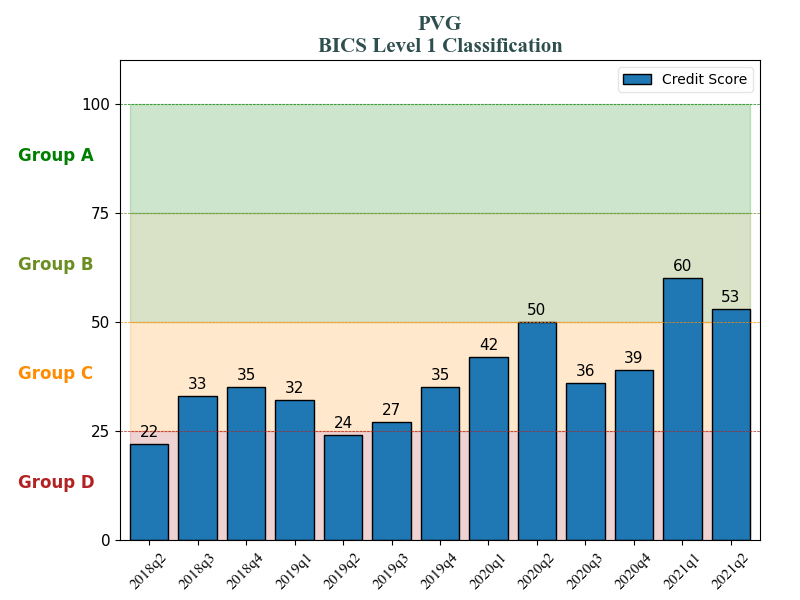 PVG
BICS Level 1 Classification
Credit Score
100
Group A
75
Group B
60
53
50
50
42
39
36
Group C
35
35
33
32
27
25
24
22
Group D
0
2018q2 2018q3 2018q4 2019q1 2019q2 2019q3 2019q4 2020q1 2020q2 2020q3 2020q4 2021q1 2021q2